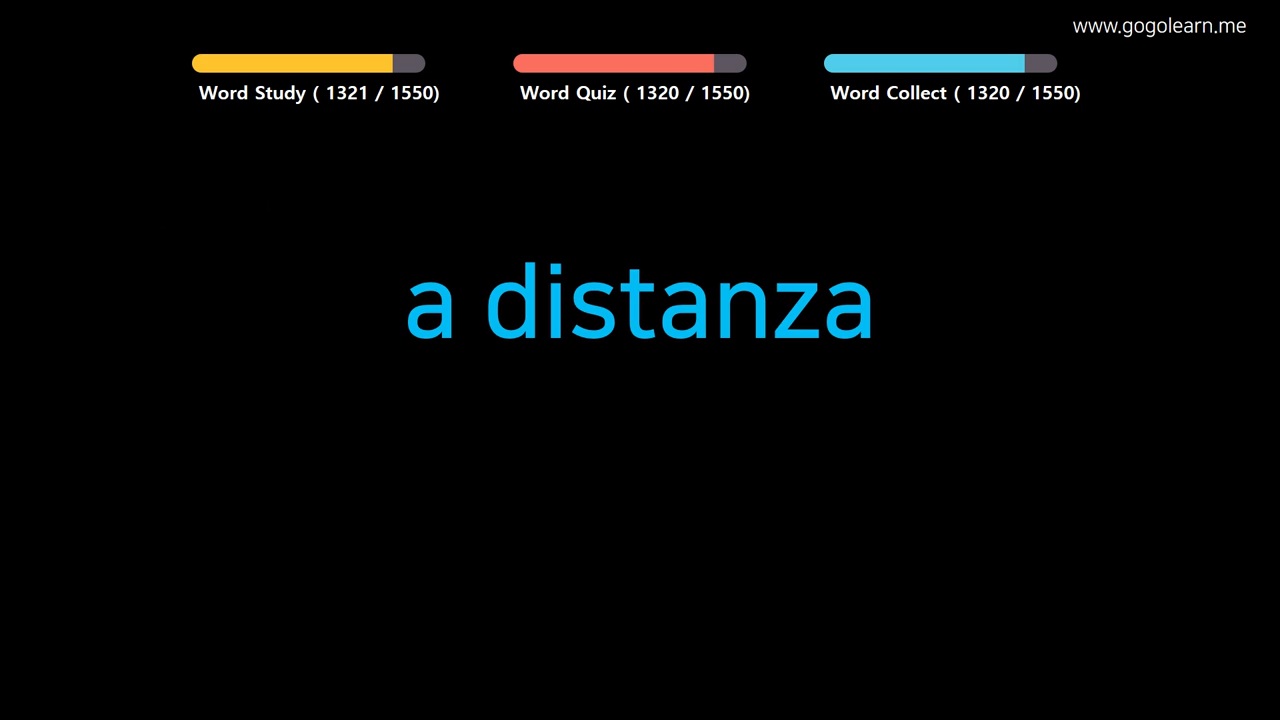 www.gogolearn.me
Word Study ( 1321 / 1550)
Word Quiz ( 1320 / 1550)
Word Collect ( 1320 / 1550)
a distanza